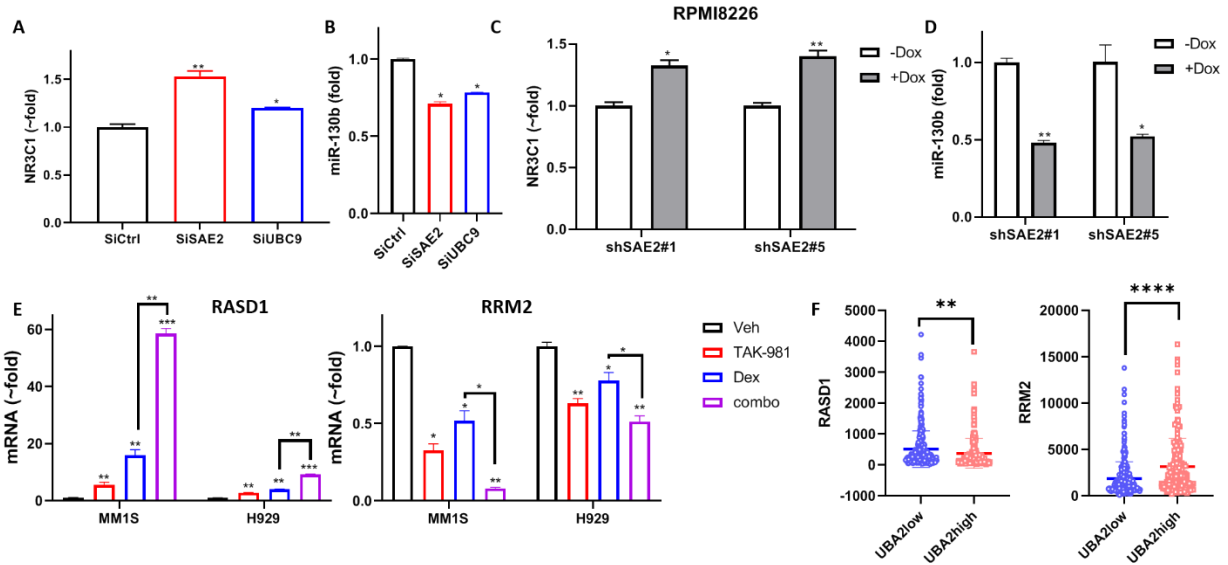 RPMI8226
A
NR3C1 (~fold)
1.5
1.0
0.5
0.0
**
*
SiCtrl
SiSAE2
SiUBC9
B
miR-130b (fold)
1.0
0.5
0.0
*
*
SiCtrl
SiSAE2
SiUBC9
C
NR3C1 (~fold)
1.5
1.0
0.5
0.0
*
**
shSAE2#1
shSAE2#5
-Dox
+Dox
D
miR-130b (fold)
1.0
0.5
0.0
**
*
shSAE2#1
shSAE2#5
-Dox
+Dox
E
RASD1
mRNA (~fold)
60
40
20
0
**
**
**
***
**
**
**
***
MM1S
H929
RRM2
mRNA (~fold)
1.0
0.5
0.0
*
*
*
**
**
*
*
**
MM1S
H929
Veh
TAK-981
Dex
combo
F
**
RASD1
5000
4000
3000
2000
1000
0
-1000
UBA2low
UBA2high
****
RRM2
20000
15000
10000
5000
0
UBA2low
UBA2high